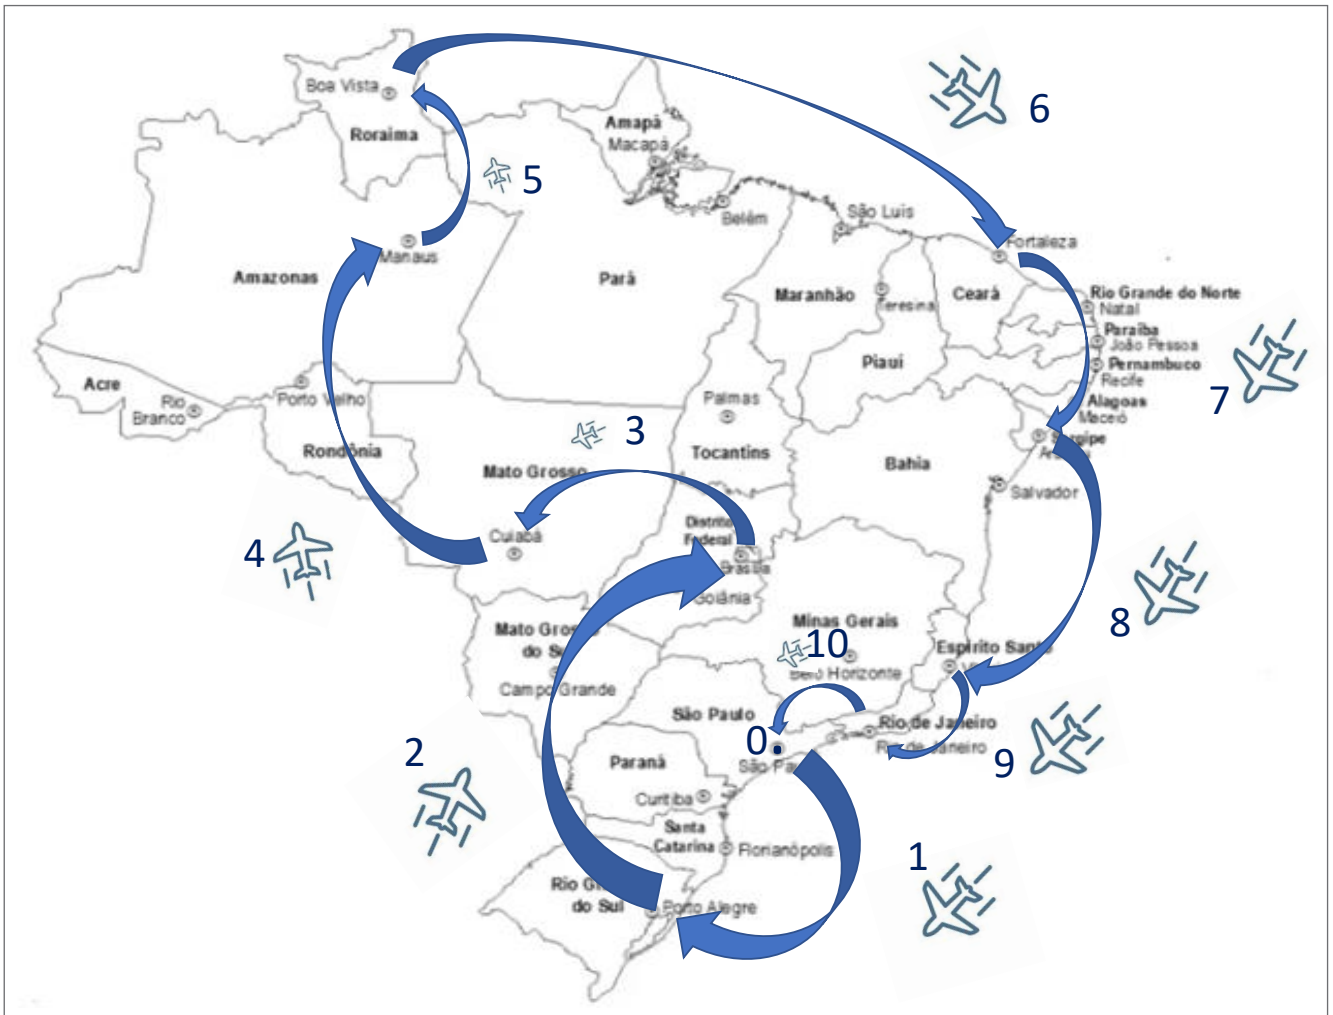 Boa Vista
Roraima
Amapá
Macapá
6
5
Belém
São Luis
Manaus
Fortaleza
Amazonas
Pará
Maranhão
Teresina
Ceará
Rio Grande do Norte
Natal
Paraíba
João Pessoa
Piauí
Pernambuco
Recife
7
Acre
Rio
Branco
Porto Velho
Palmas
Alagoas
Maceió
3
Rondônia
Mato Grosso
Tocantins
Bahia
Sergipe
Salvador
4
Cuiabá
Distrito
Federal
Brasília
Goiânia
8
Mato Grosso
do Sul
Campo Grande
Minas Gerais
10
Belo Horizonte
Espírito Santo
São Paulo
0.
Rio de Janeiro
Rio de Janeiro
9
2
Paraná
São Pa
Curitiba
Santa
Catarina
Florianópolis
1
Rio G
do Sul
Porto Alegre